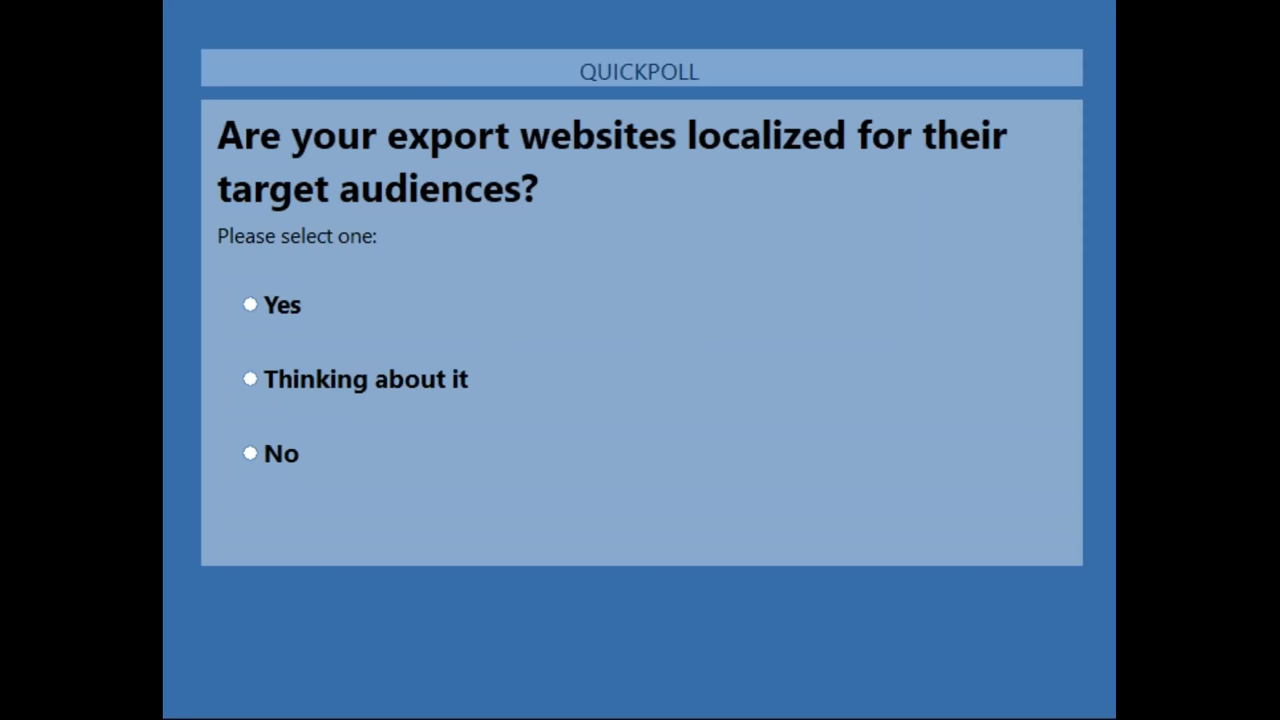 QUICKPOLL
Are your export websites localized for their
target audiences?
Please select one:
Yes
Thinking about it
No